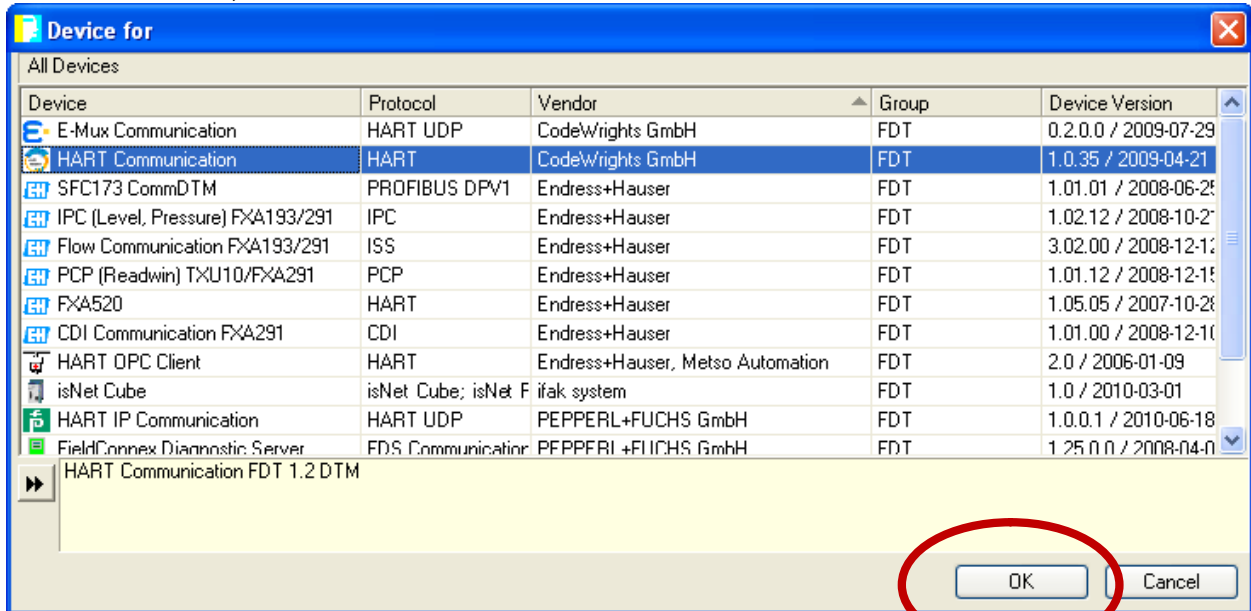 Device for
All Devices
Device Protocol Vendor Group Device Version
E-Mux Communication HART UDP CodeWrights GmbH FDT 0.2.0.0 / 2009-07-29
HART Communication HART CodeWrights GmbH FDT 1.0.35 / 2009-04-21
SFC173 CommDTM PROFIBUS DPV1 Endress+Hauser FDT 1.01.01 / 2008-06-25
IPC (Level, Pressure) FXA193/291 IPC Endress+Hauser FDT 1.02.12 / 2008-10-2
Flow Communication FXA193/291 ISS Endress+Hauser FDT 3.02.00 / 2008-12-12
PCP (Readwin) TXU10/FXA291 PCP Endress+Hauser FDT 1.01.12 / 2008-12-15
FXA520 HART Endress+Hauser FDT 1.05.05 / 2007-10-28
CDI Communication FXA291 CDI Endress+Hauser FDT 1.01.00 / 2008-12-10
HART OPC Client HART Endress+Hauser, Metso Automation FDT 2.0 / 2006-01-09
isNet Cube isNet Cube; isNet ifak system FDT 1.0 / 2010-03-01
HART IP Communication HART UDP PEPPERL+FUCHS GmbH FDT 1.0.0.1 / 2010-06-18
FieldConnex Diagnostic Server FDS Communication PEPPERL+FUCHS GmbH FDT 1.25.0.0 / 2008-04-0
HART Communication FDT 1.2 DTM
OK Cancel